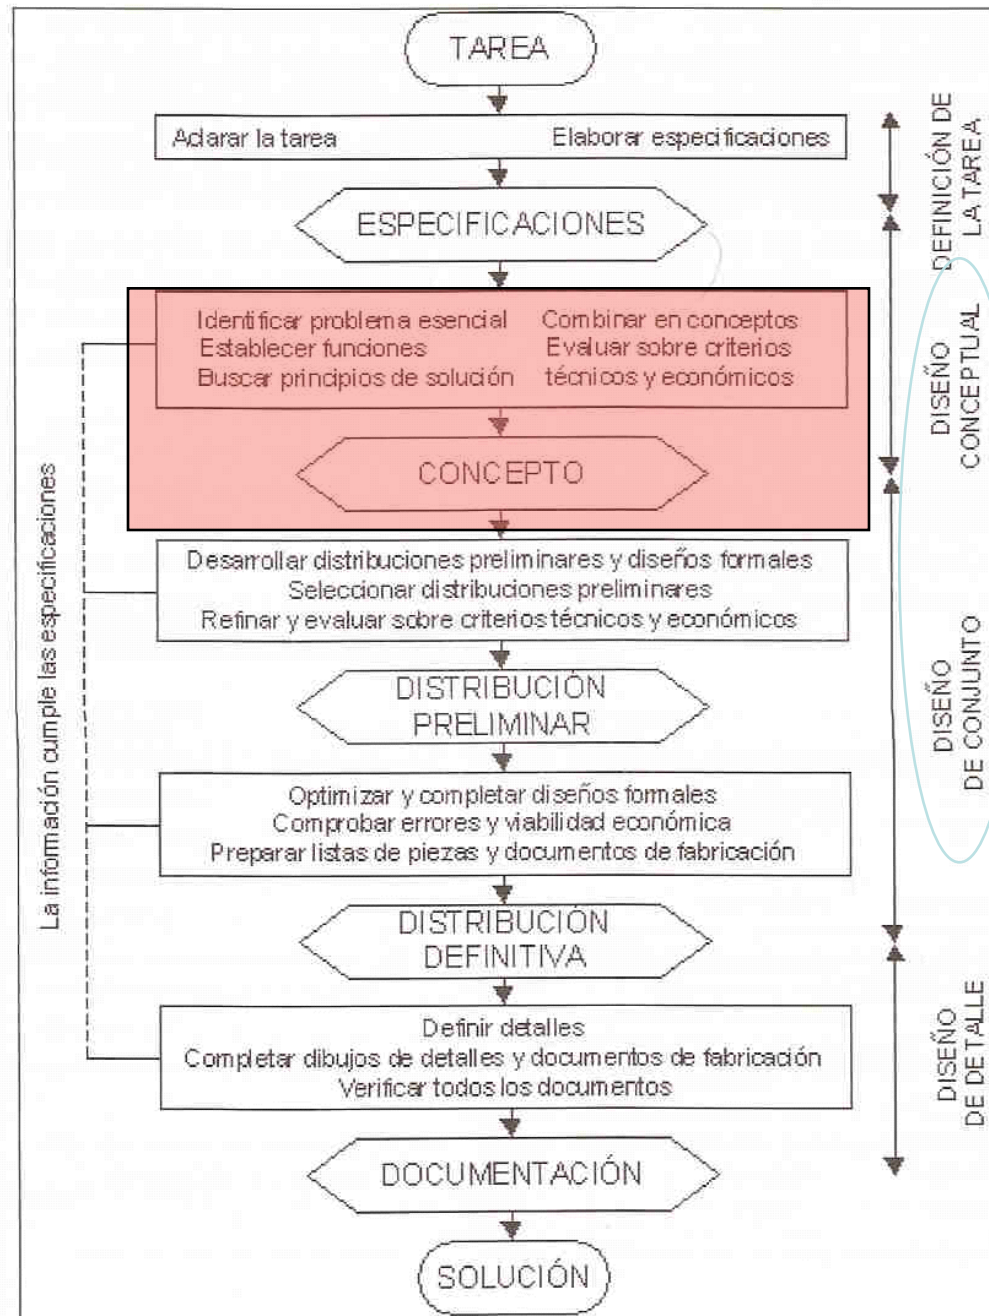 TAREA
Aclarar la tarea Elaborar especificaciones
ESPECIFICACIONES
Identificar problema esencial Combinar en conceptos
Establecer funciones Evaluar sobre criterios
Buscar principios de solución técnicos y económicos
CONCEPTO
Desarrollar distribuciones preliminares y diseños formales
Seleccionar distribuciones preliminares
Refinar y evaluar sobre criterios técnicos y económicos
DISTRIBUCIÓN
PRELIMINAR
Optimizar y completar diseños formales
Comprobar errores y viabilidad económica
Preparar listas de piezas y documentos de fabricación
DISTRIBUCIÓN
DEFINITIVA
Definir detalles
Completar dibujos de detalles y documentos de fabricación
Verificar todos los documentos
DOCUMENTACIÓN
SOLUCIÓN
La información cumple las especificaciones
DEFINICIÓN DE
LA TAREA
DISEÑO
CONCEPTUAL
DISEÑO
DE CONJUNTO
DISEÑO
DE DETALLE